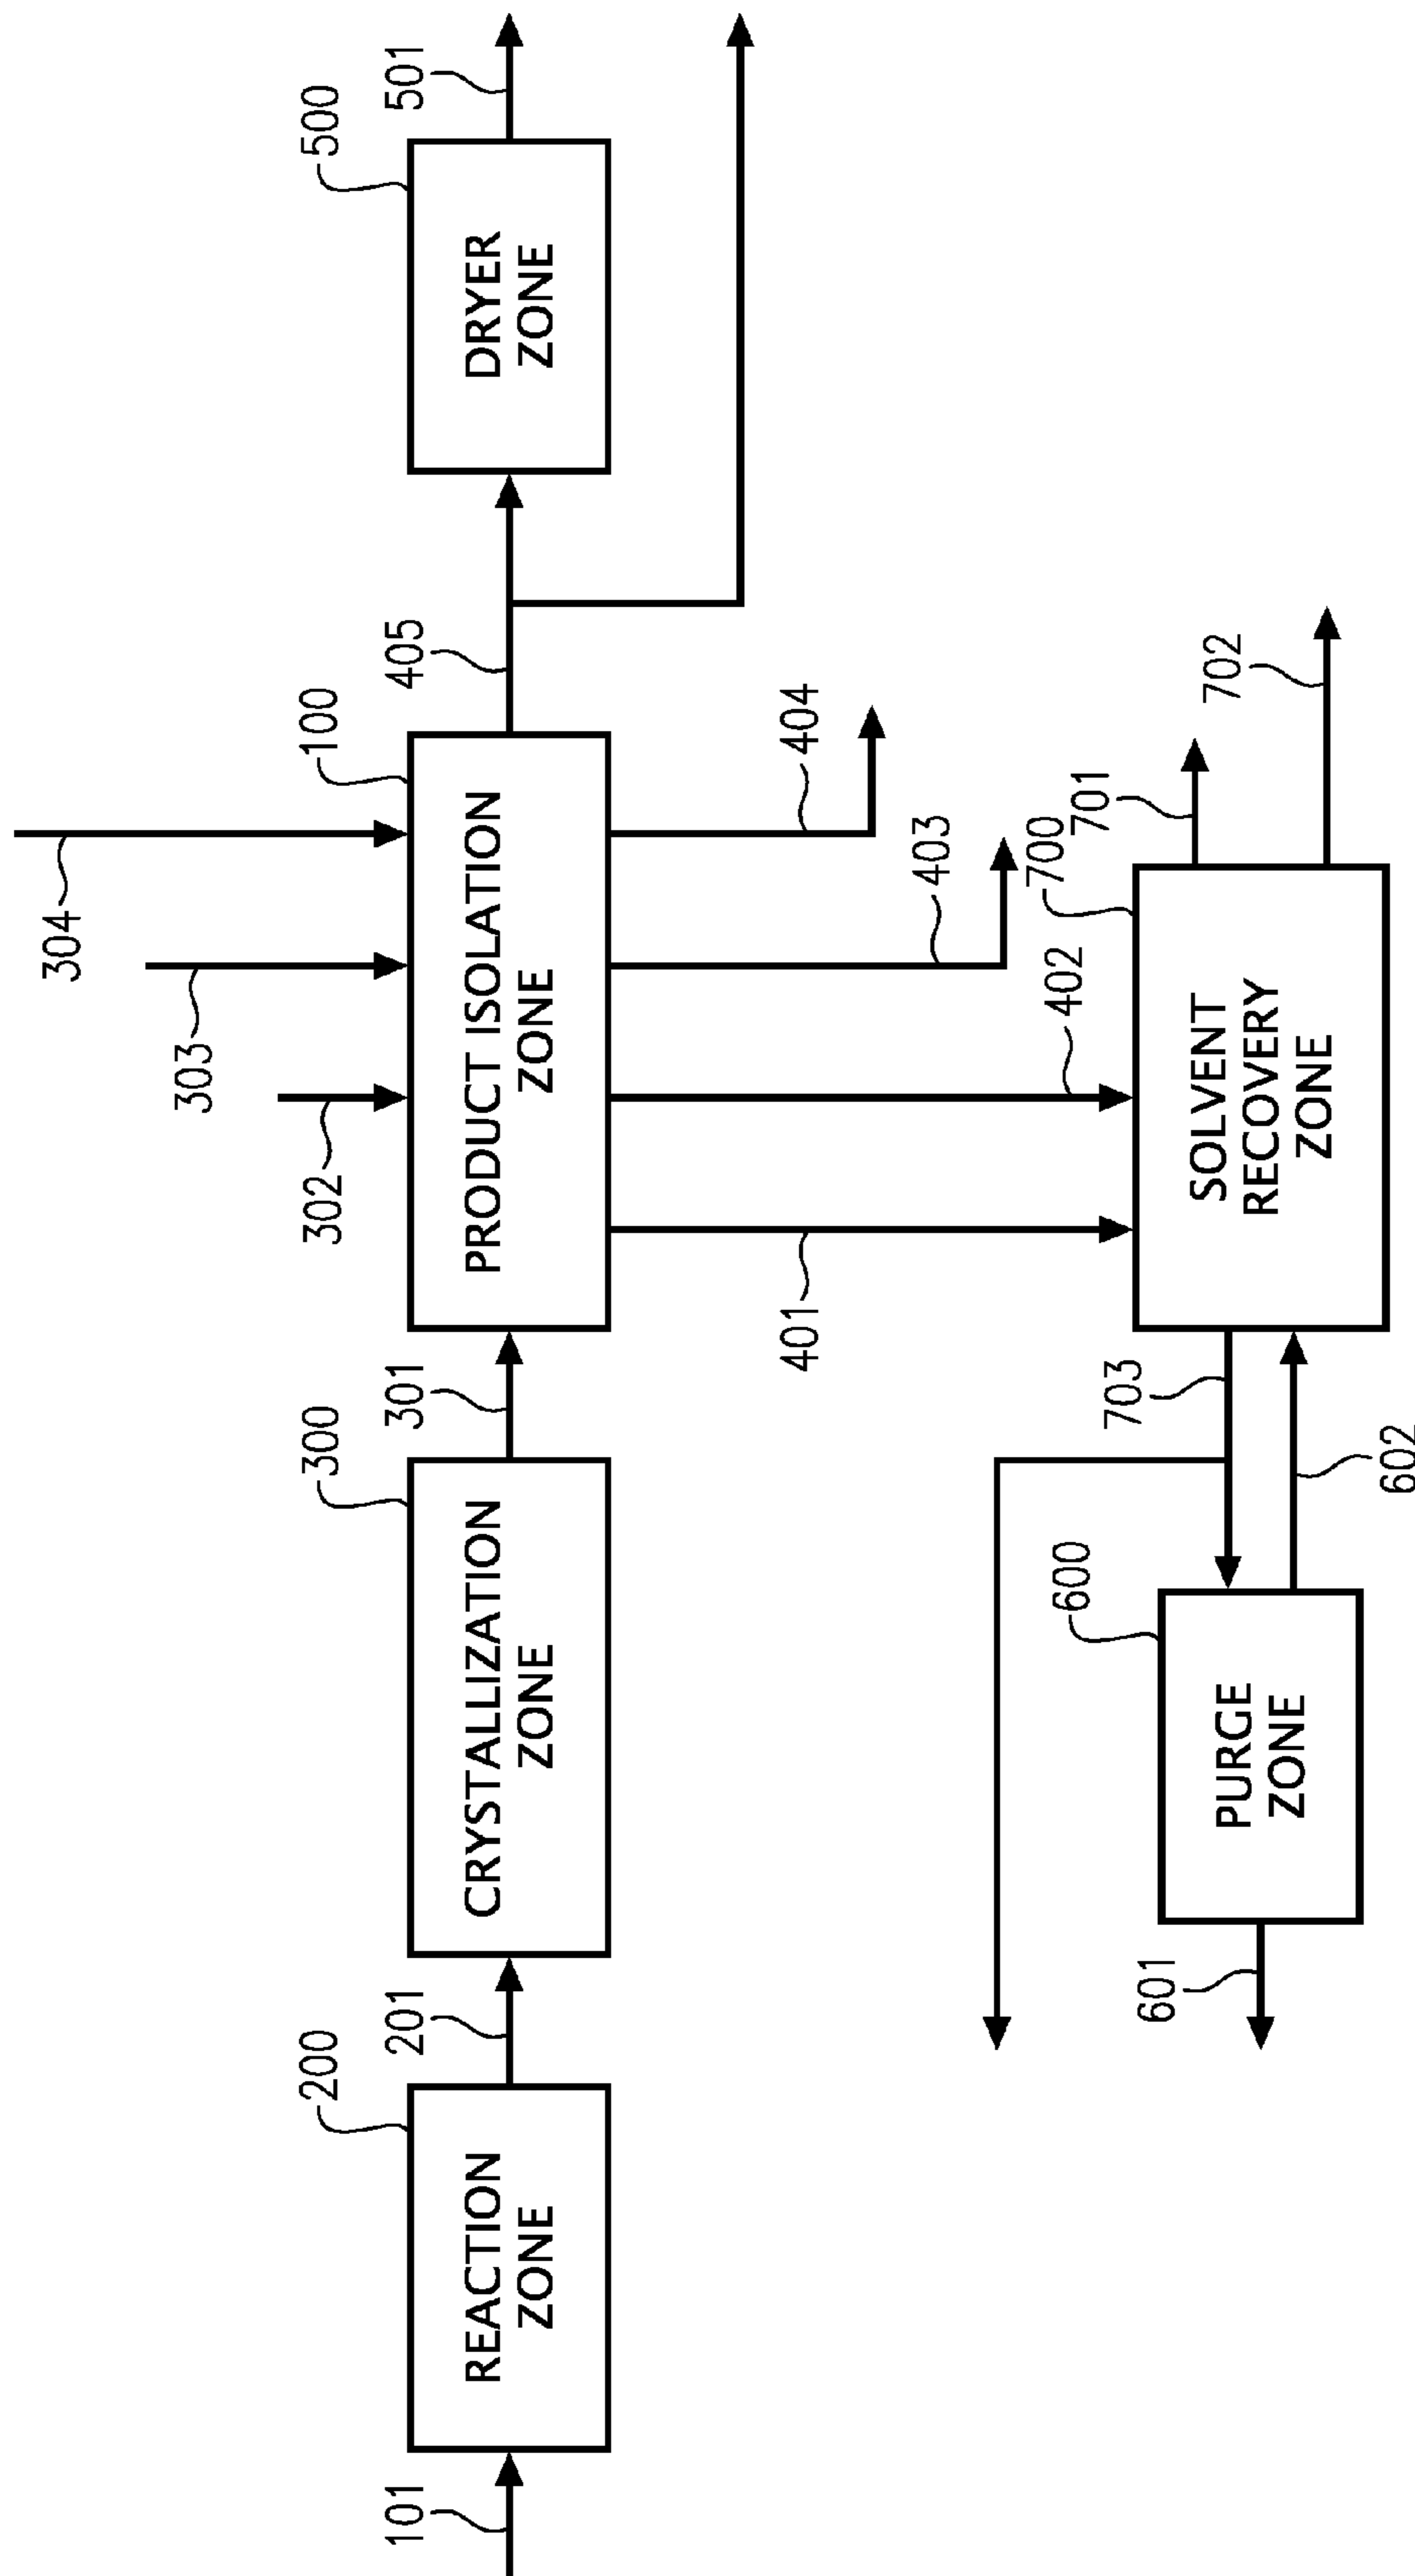 304
303
302
101
200
REACTION
ZONE
201
300
CRYSTALLIZATION
ZONE
301
100
PRODUCT ISOLATION
ZONE
405
500
DRYER
ZONE
501
401
402
403
404
601
600
PURGE
ZONE
602
703
700
SOLVENT
RECOVERY
ZONE
701
702